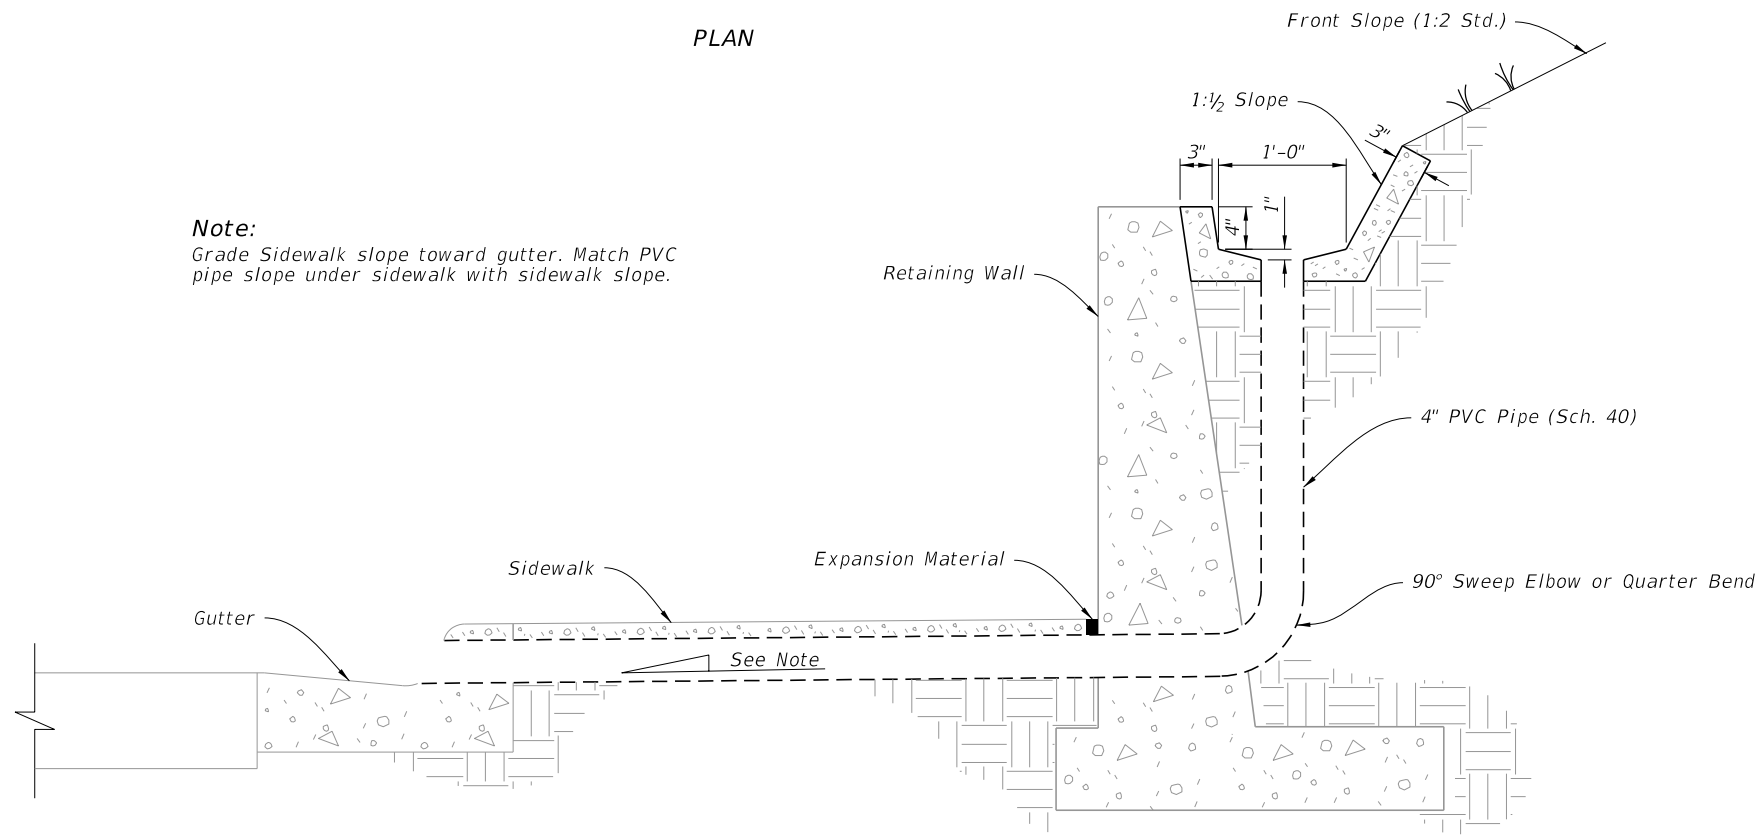 PLAN
Front Slope (1:2 Std.)
1:½ Slope
3"
3"
1'-0"
1"
4"
Note:
Grade Sidewalk slope toward gutter. Match PVC
pipe slope under sidewalk with sidewalk slope.
Retaining Wall
4" PVC Pipe (Sch. 40)
Expansion Material
Sidewalk
90° Sweep Elbow or Quarter Bend
Gutter
See Note